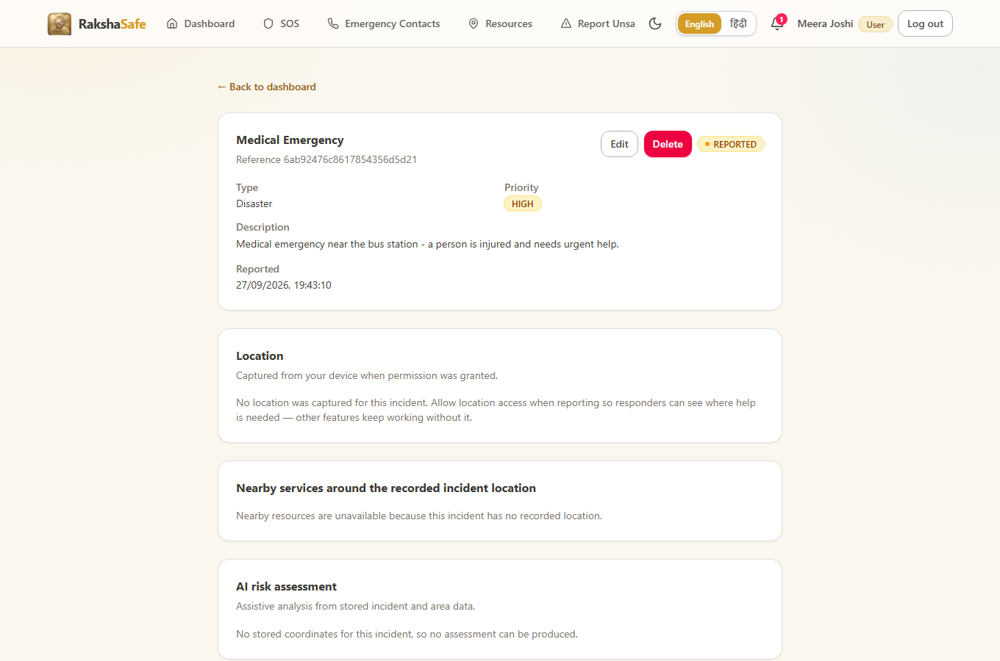 RakshaSafe
Dashboard
SOS
Emergency Contacts
Resources
Report Unsa
English
हिंदी
1
Meera Joshi
User
Log out
← Back to dashboard
Medical Emergency
Edit
Delete
REPORTED
Reference 6ab92476c8617854356d5d21
Type
Priority
Disaster
HIGH
Description
Medical emergency near the bus station - a person is injured and needs urgent help.
Reported
27/09/2026, 19:43:10
Location
Captured from your device when permission was granted.
No location was captured for this incident. Allow location access when reporting so responders can see where help
is needed — other features keep working without it.
Nearby services around the recorded incident location
Nearby resources are unavailable because this incident has no recorded location.
AI risk assessment
Assistive analysis from stored incident and area data.
No stored coordinates for this incident, so no assessment can be produced.